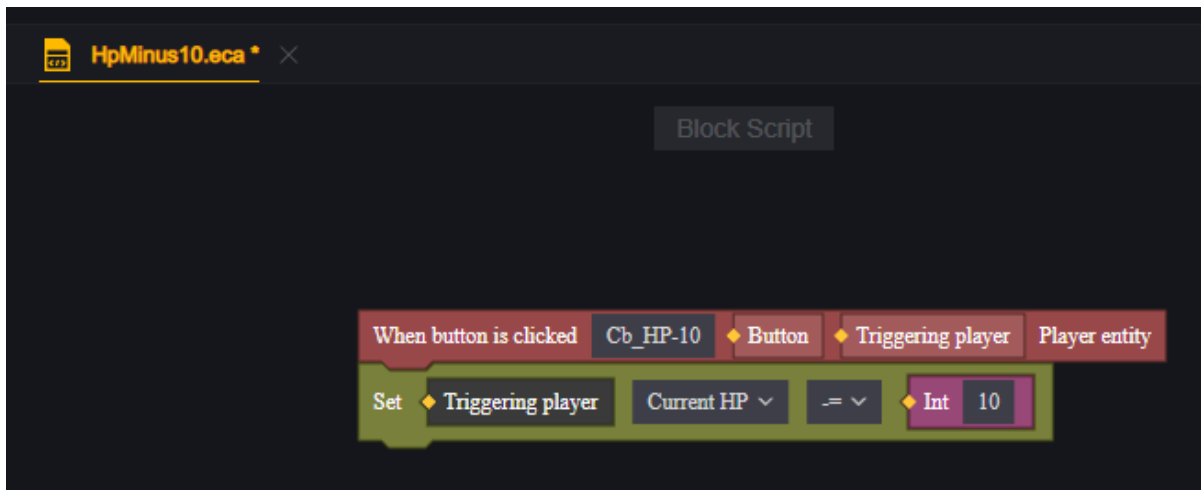 HpMinus10.eca *
Block Script
When button is clicked Cb_HP-10 Button Triggering player Player entity
Set Triggering player Current HP -= Int 10